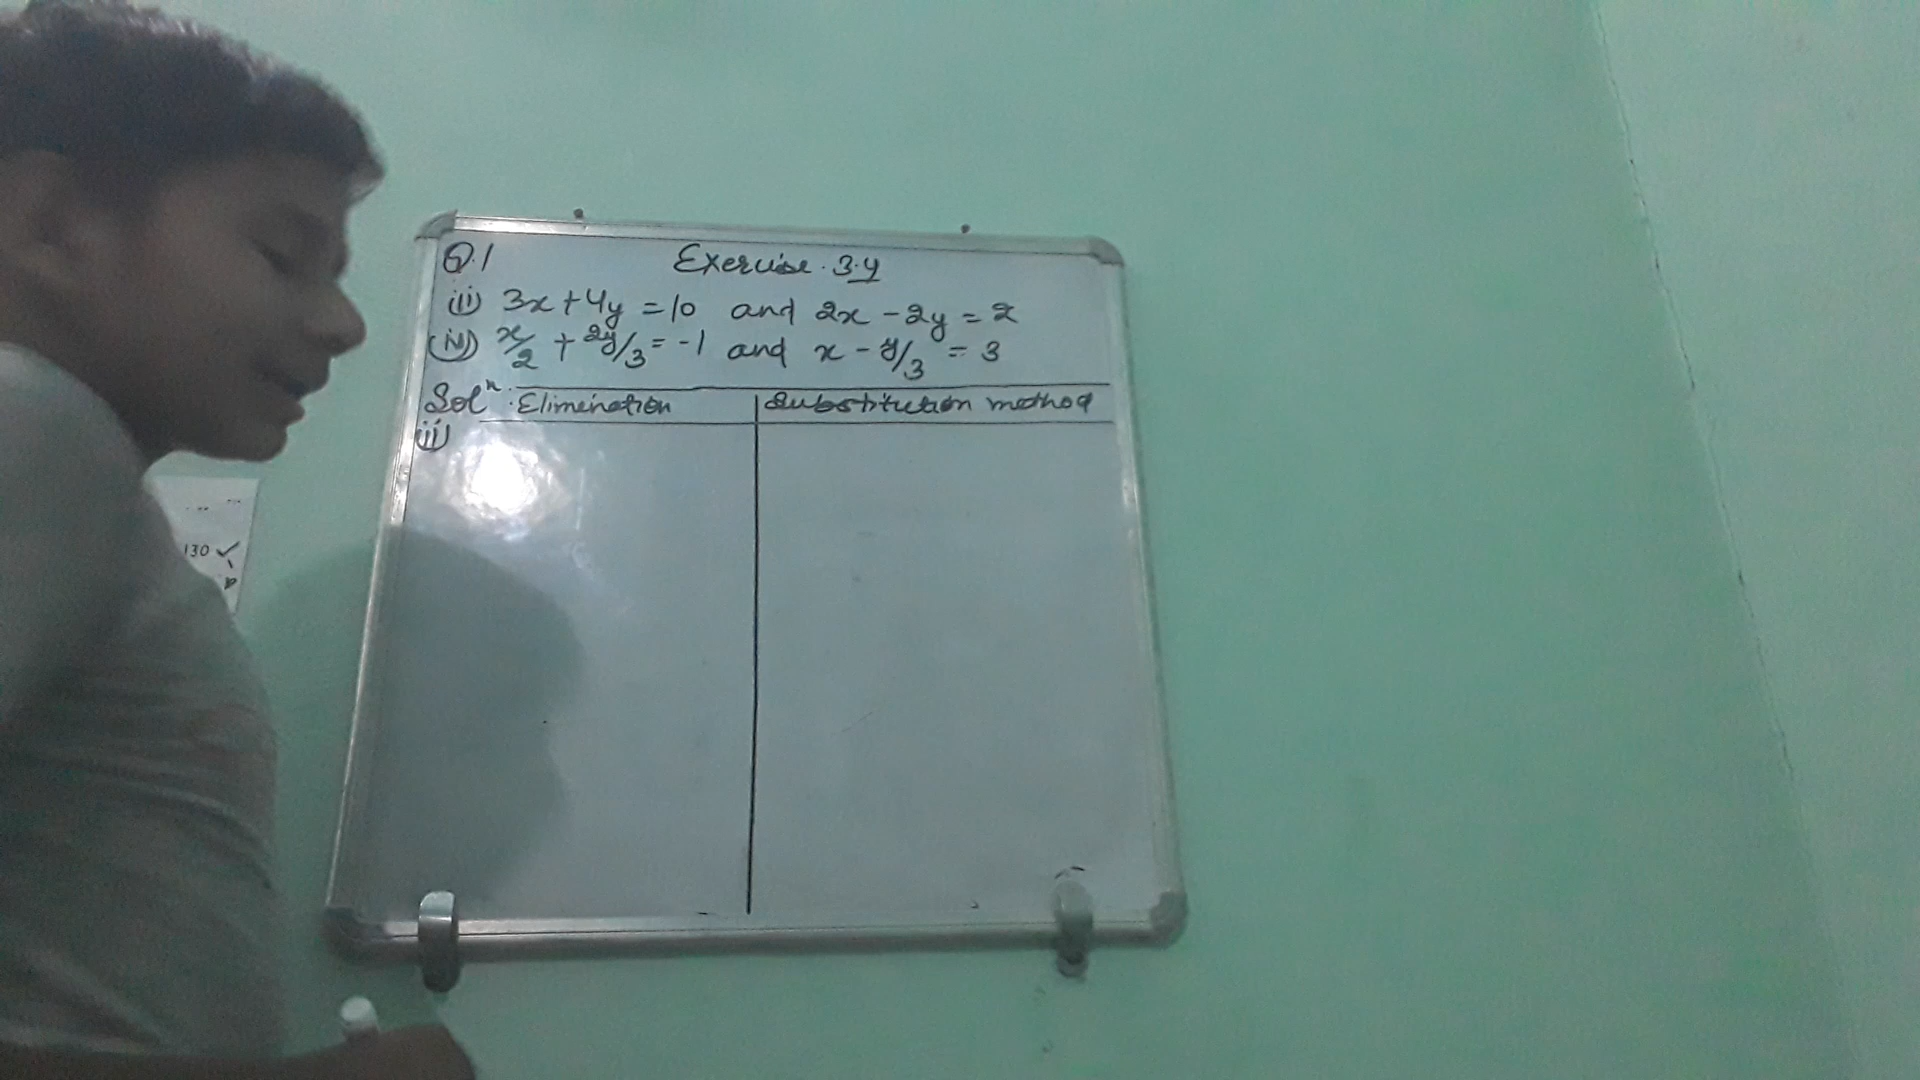 Q.1 Exercise. 3.4
(ii) 3x + 4y = 10 and 2x - 2y = 2
(iv) x/2 + 2y/3 = -1 and x - y/3 = 3
Solⁿ. Elimination Substitution method
(ii)
130 ✓